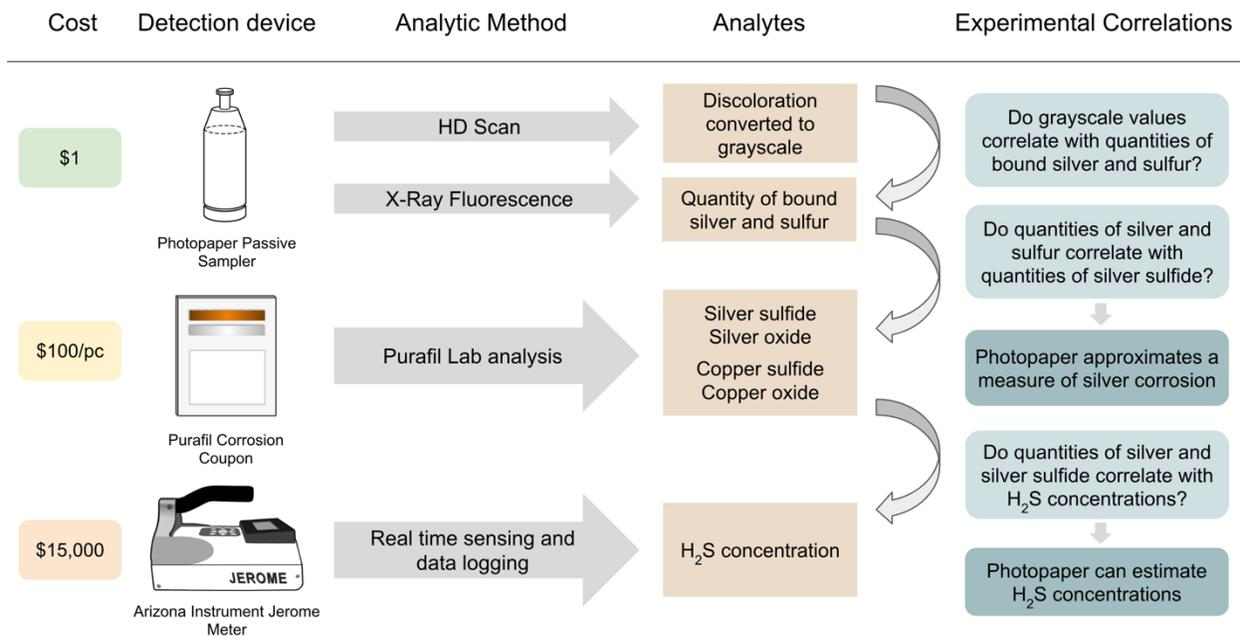 Cost
Detection device
Analytic Method
Analytes
Experimental Correlations
$1
Photopaper Passive
Sampler
HD Scan
X-Ray Fluorescence
Discoloration
converted to
grayscale
Quantity of bound
silver and sulfur
Do grayscale values
correlate with quantities of
bound silver and sulfur?
Do quantities of silver and
sulfur correlate with
quantities of silver sulfide?
$100/pc
Purafil Corrosion
Coupon
Purafil Lab analysis
Silver sulfide
Silver oxide
Copper sulfide
Copper oxide
Photopaper approximates a
measure of silver corrosion
Do quantities of silver and
silver sulfide correlate with
H₂S concentrations?
$15,000
JEROME
Arizona Instrument Jerome
Meter
Real time sensing and
data logging
H₂S concentration
Photopaper can estimate
H₂S concentrations